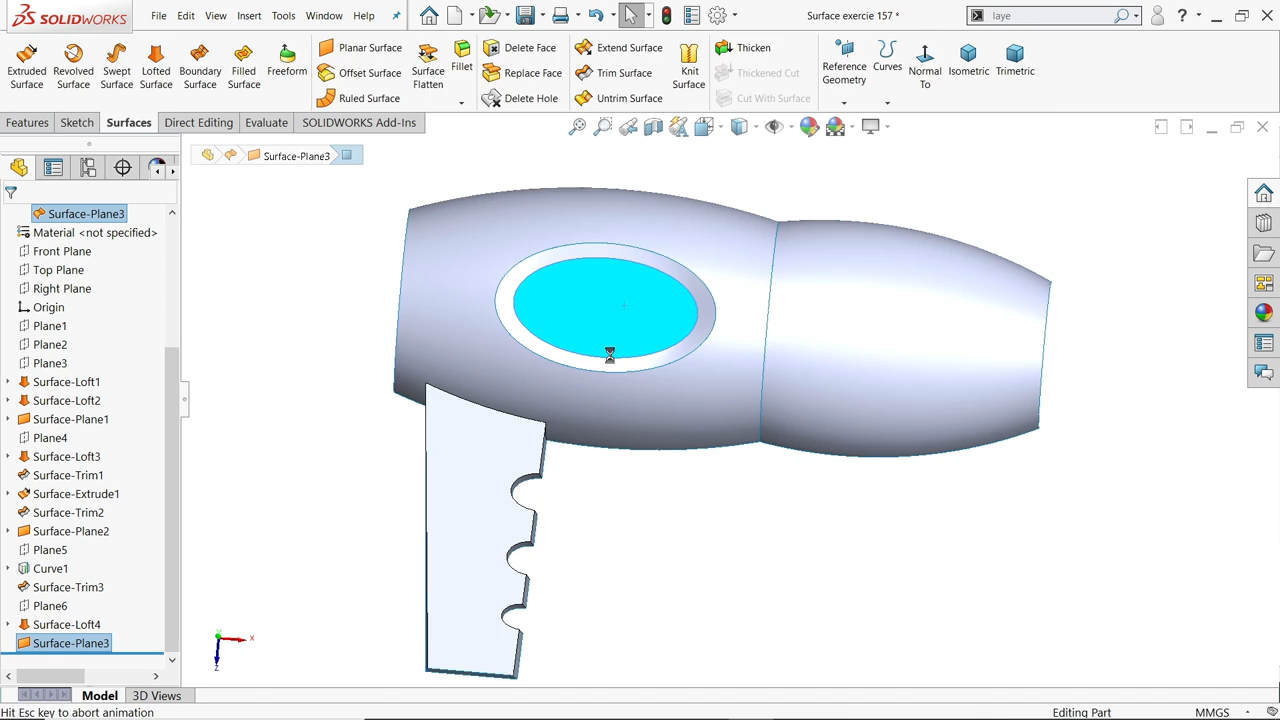 SOLIDWORKS File Edit View Insert Tools Window Help Surface exercie 157 * laye ?
Extruded Surface
Revolved Surface
Swept Surface
Lofted Surface
Boundary Surface
Filled Surface
Freeform
Planar Surface
Offset Surface
Ruled Surface
Surface Flatten
Fillet
Delete Face
Replace Face
Delete Hole
Extend Surface
Trim Surface
Untrim Surface
Knit Surface
Thicken
Thickened Cut
Cut With Surface
Reference Geometry
Curves
Normal To
Isometric
Trimetric
Features Sketch Surfaces Direct Editing Evaluate SOLIDWORKS Add-Ins
Surface-Plane3
Surface-Plane3
Material <not specified>
Front Plane
Top Plane
Right Plane
Origin
Plane1
Plane2
Plane3
Surface-Loft1
Surface-Loft2
Surface-Plane1
Plane4
Surface-Loft3
Surface-Trim1
Surface-Extrude1
Surface-Trim2
Surface-Plane2
Plane5
Curve1
Surface-Trim3
Plane6
Surface-Loft4
Surface-Plane3
X
Z
Model 3D Views
Hit Esc key to abort animation Editing Part MMGS